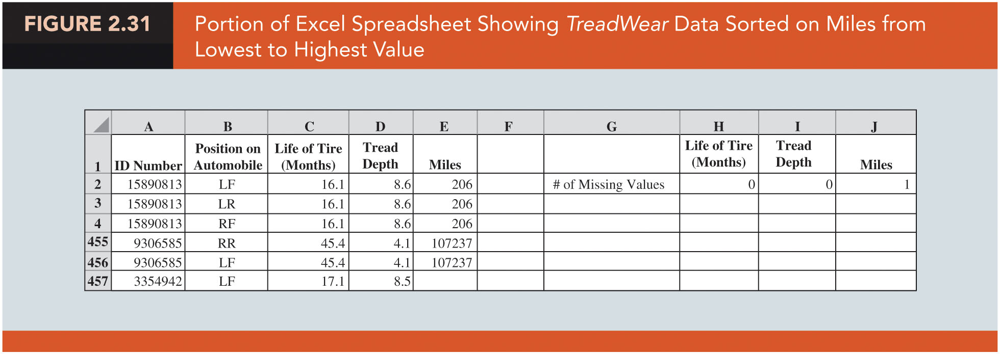 FIGURE 2.31
Portion of Excel Spreadsheet Showing TreadWear Data Sorted on Miles from
Lowest to Highest Value
A B C D E F G H I J
1 ID Number Position on Automobile Life of Tire (Months) Tread Depth Miles Life of Tire (Months) Tread Depth Miles
2 15890813 LF 16.1 8.6 206 # of Missing Values 0 0 1
3 15890813 LR 16.1 8.6 206
4 15890813 RF 16.1 8.6 206
455 9306585 RR 45.4 4.1 107237
456 9306585 LF 45.4 4.1 107237
457 3354942 LF 17.1 8.5